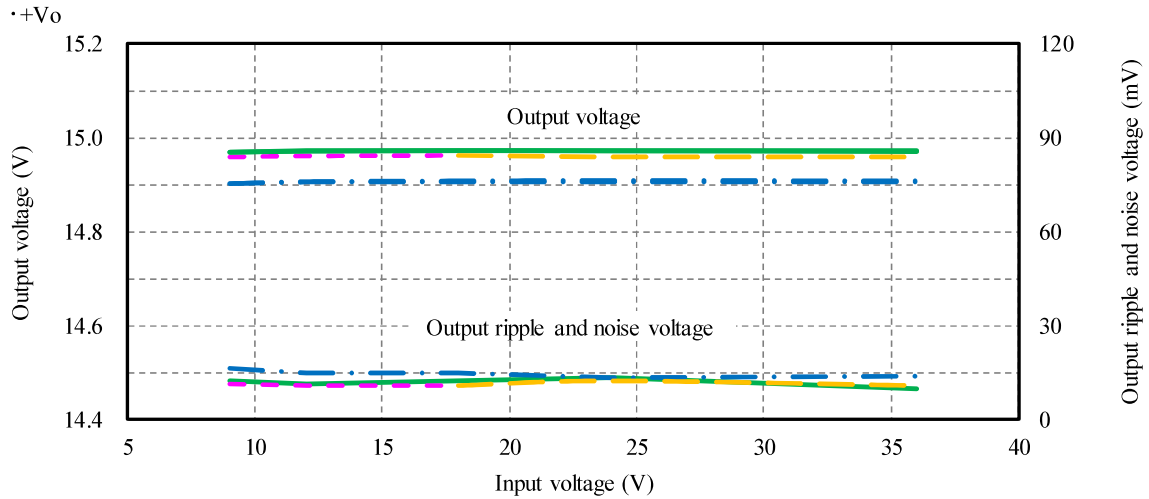 ・+Vo
15.2
15.0
14.8
14.6
14.4
Output voltage (V)
Output voltage
Output ripple and noise voltage
120
90
60
30
0
Output ripple and noise voltage (mV)
5 10 15 20 25 30 35 40
Input voltage (V)